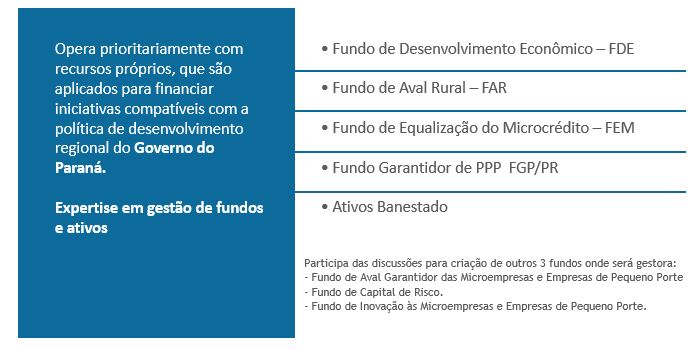 Opera prioritariamente com
recursos próprios, que são
aplicados para financiar
iniciativas compatíveis com a
política de desenvolvimento
regional do Governo do
Paraná.
Expertise em gestão de fundos
e ativos
• Fundo de Desenvolvimento Econômico – FDE
• Fundo de Aval Rural – FAR
• Fundo de Equalização do Microcrédito – FEM
• Fundo Garantidor de PPP FGP/PR
• Ativos Banestado
Participa das discussões para criação de outros 3 fundos onde será gestora:
- Fundo de Aval Garantidor das Microempresas e Empresas de Pequeno Porte
- Fundo de Capital de Risco.
- Fundo de Inovação às Microempresas e Empresas de Pequeno Porte.